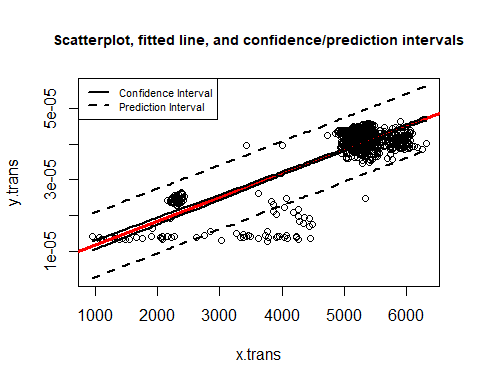 Scatterplot, fitted line, and confidence/prediction intervals
Confidence Interval
Prediction Interval
y.trans
5e-05
3e-05
1e-05
1000 2000 3000 4000 5000 6000
x.trans